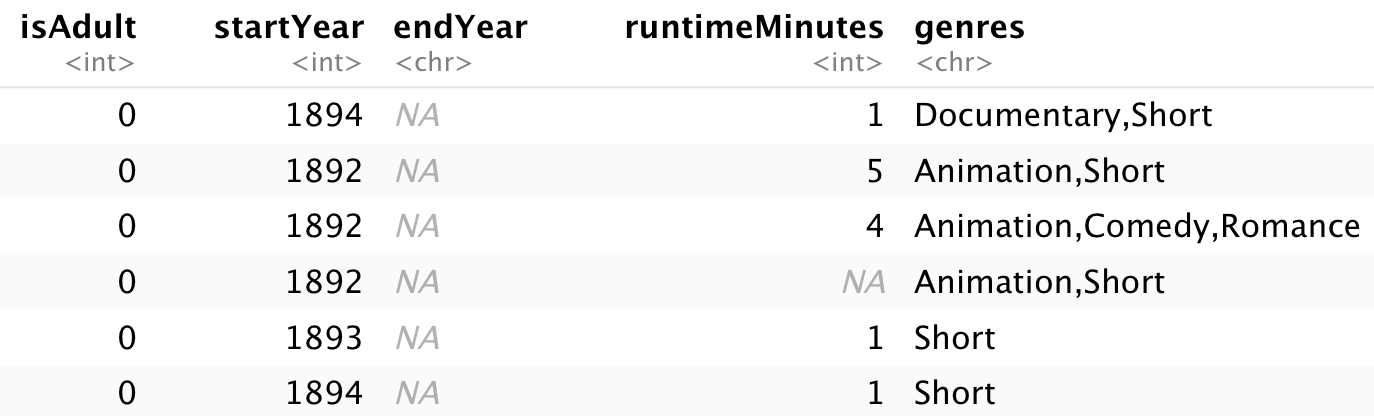 isAdult startYear endYear runtimeMinutes genres
<int> <int> <chr> <int> <chr>
0 1894 NA 1 Documentary,Short
0 1892 NA 5 Animation,Short
0 1892 NA 4 Animation,Comedy,Romance
0 1892 NA NA Animation,Short
0 1893 NA 1 Short
0 1894 NA 1 Short